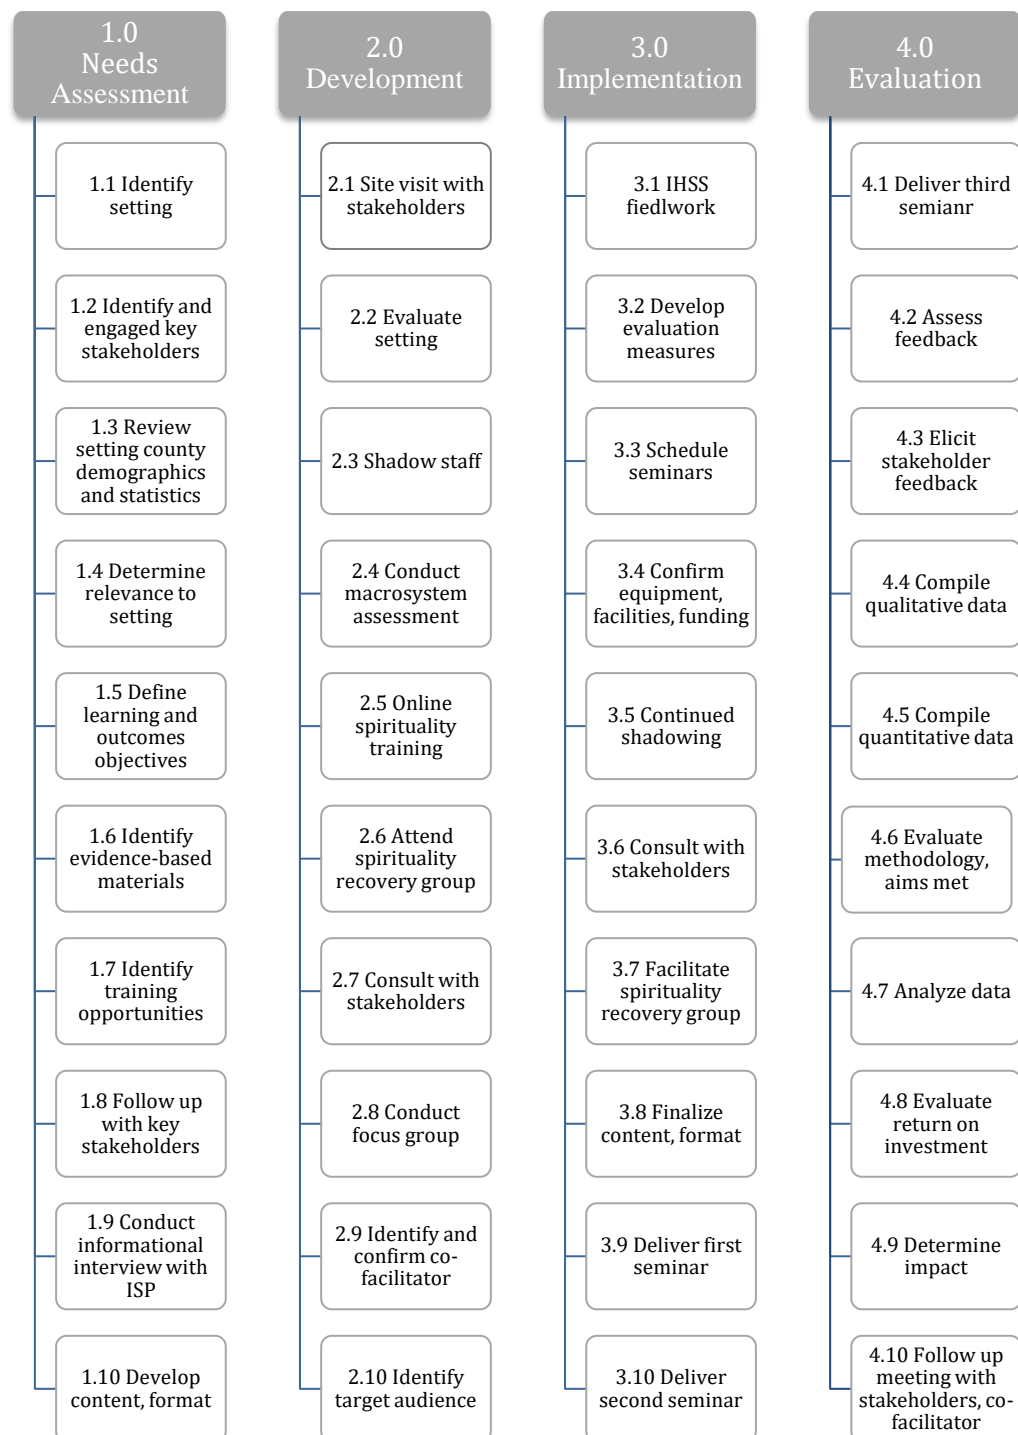 1.0
Needs
Assessment
1.1 Identify
setting
1.2 Identify and
engaged key
stakeholders
1.3 Review
setting county
demographics
and statistics
1.4 Determine
relevance to
setting
1.5 Define
learning and
outcomes
objectives
1.6 Identify
evidence-based
materials
1.7 Identify
training
opportunities
1.8 Follow up
with key
stakeholders
1.9 Conduct
informational
interview with
ISP
1.10 Develop
content, format
2.0
Development
2.1 Site visit with
stakeholders
2.2 Evaluate
setting
2.3 Shadow staff
2.4 Conduct
macrosystem
assessment
2.5 Online
spirituality
training
2.6 Attend
spirituality
recovery group
2.7 Consult with
stakeholders
2.8 Conduct
focus group
2.9 Identify and
confirm co-
facilitator
2.10 Identify
target audience
3.0
Implementation
3.1 IHSS
fiedlwork
3.2 Develop
evaluation
measures
3.3 Schedule
seminars
3.4 Confirm
equipment,
facilities, funding
3.5 Continued
shadowing
3.6 Consult with
stakeholders
3.7 Facilitate
spirituality
recovery group
3.8 Finalize
content, format
3.9 Deliver first
seminar
3.10 Deliver
second seminar
4.0
Evaluation
4.1 Deliver third
semianr
4.2 Assess
feedback
4.3 Elicit
stakeholder
feedback
4.4 Compile
qualitative data
4.5 Compile
quantitative data
4.6 Evaluate
methodology,
aims met
4.7 Analyze data
4.8 Evaluate
return on
investment
4.9 Determine
impact
4.10 Follow up
meeting with
stakeholders, co-
facilitator